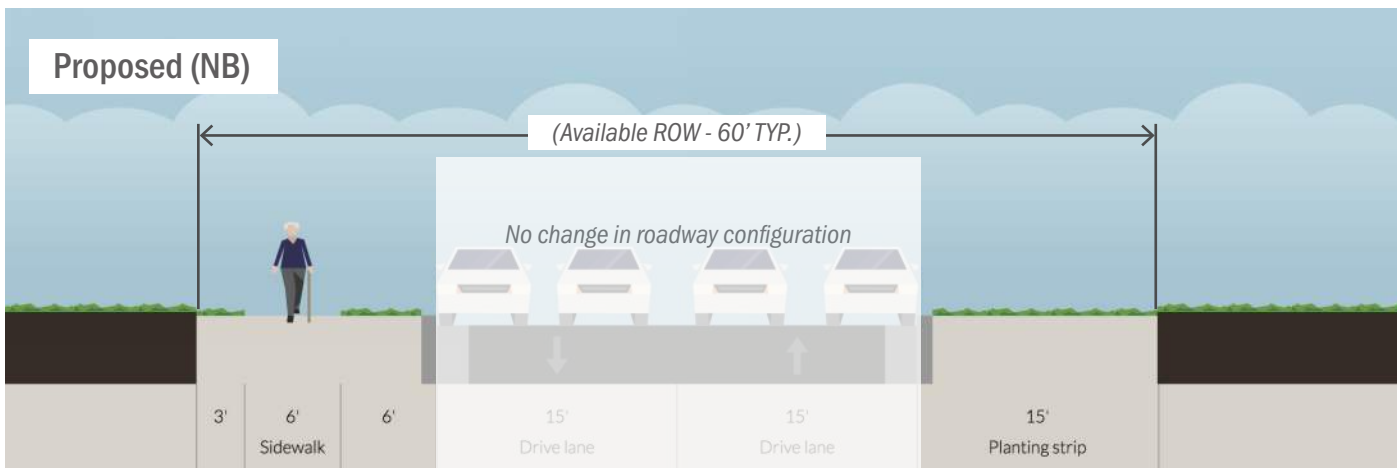 Proposed (NB)
(Available ROW - 60' TYP.)
No change in roadway configuration
3' 6' 6' 15' 15' 15'
Sidewalk Drive lane Drive lane Planting strip